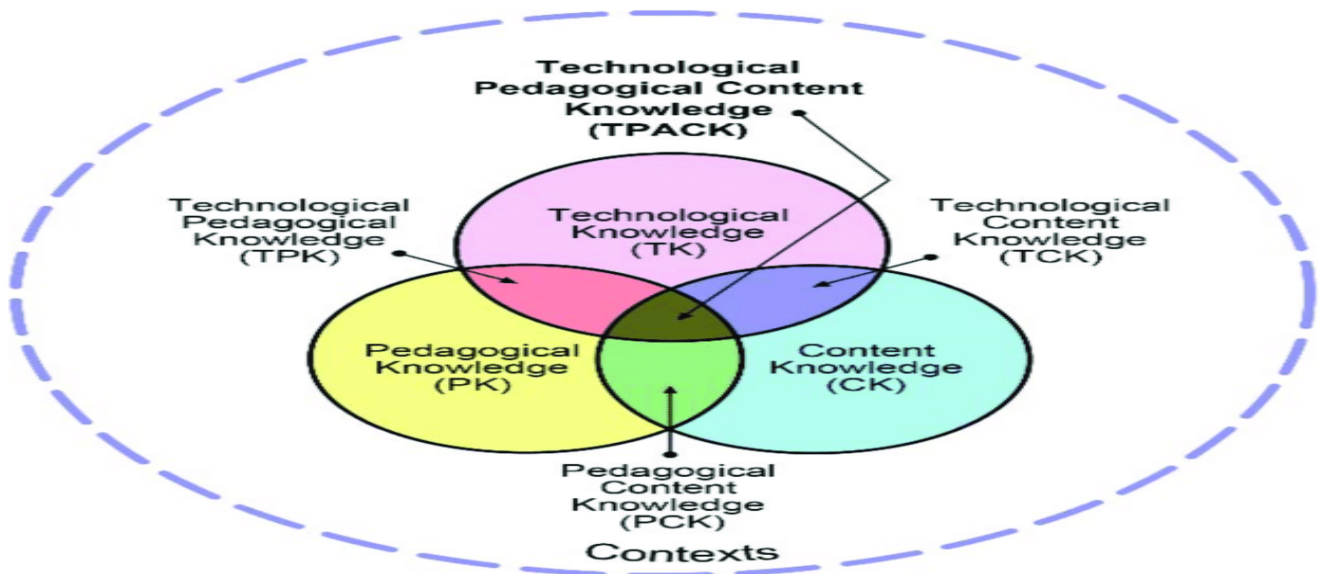 Technological
Pedagogical Content
Knowledge
(TPACK)
Technological
Pedagogical
Knowledge
(TPK)
Technological
Knowledge
(TK)
Technological
Content
Knowledge
(TCK)
Pedagogical
Knowledge
(PK)
Content
Knowledge
(CK)
Pedagogical
Content
Knowledge
(PCK)
Contexts